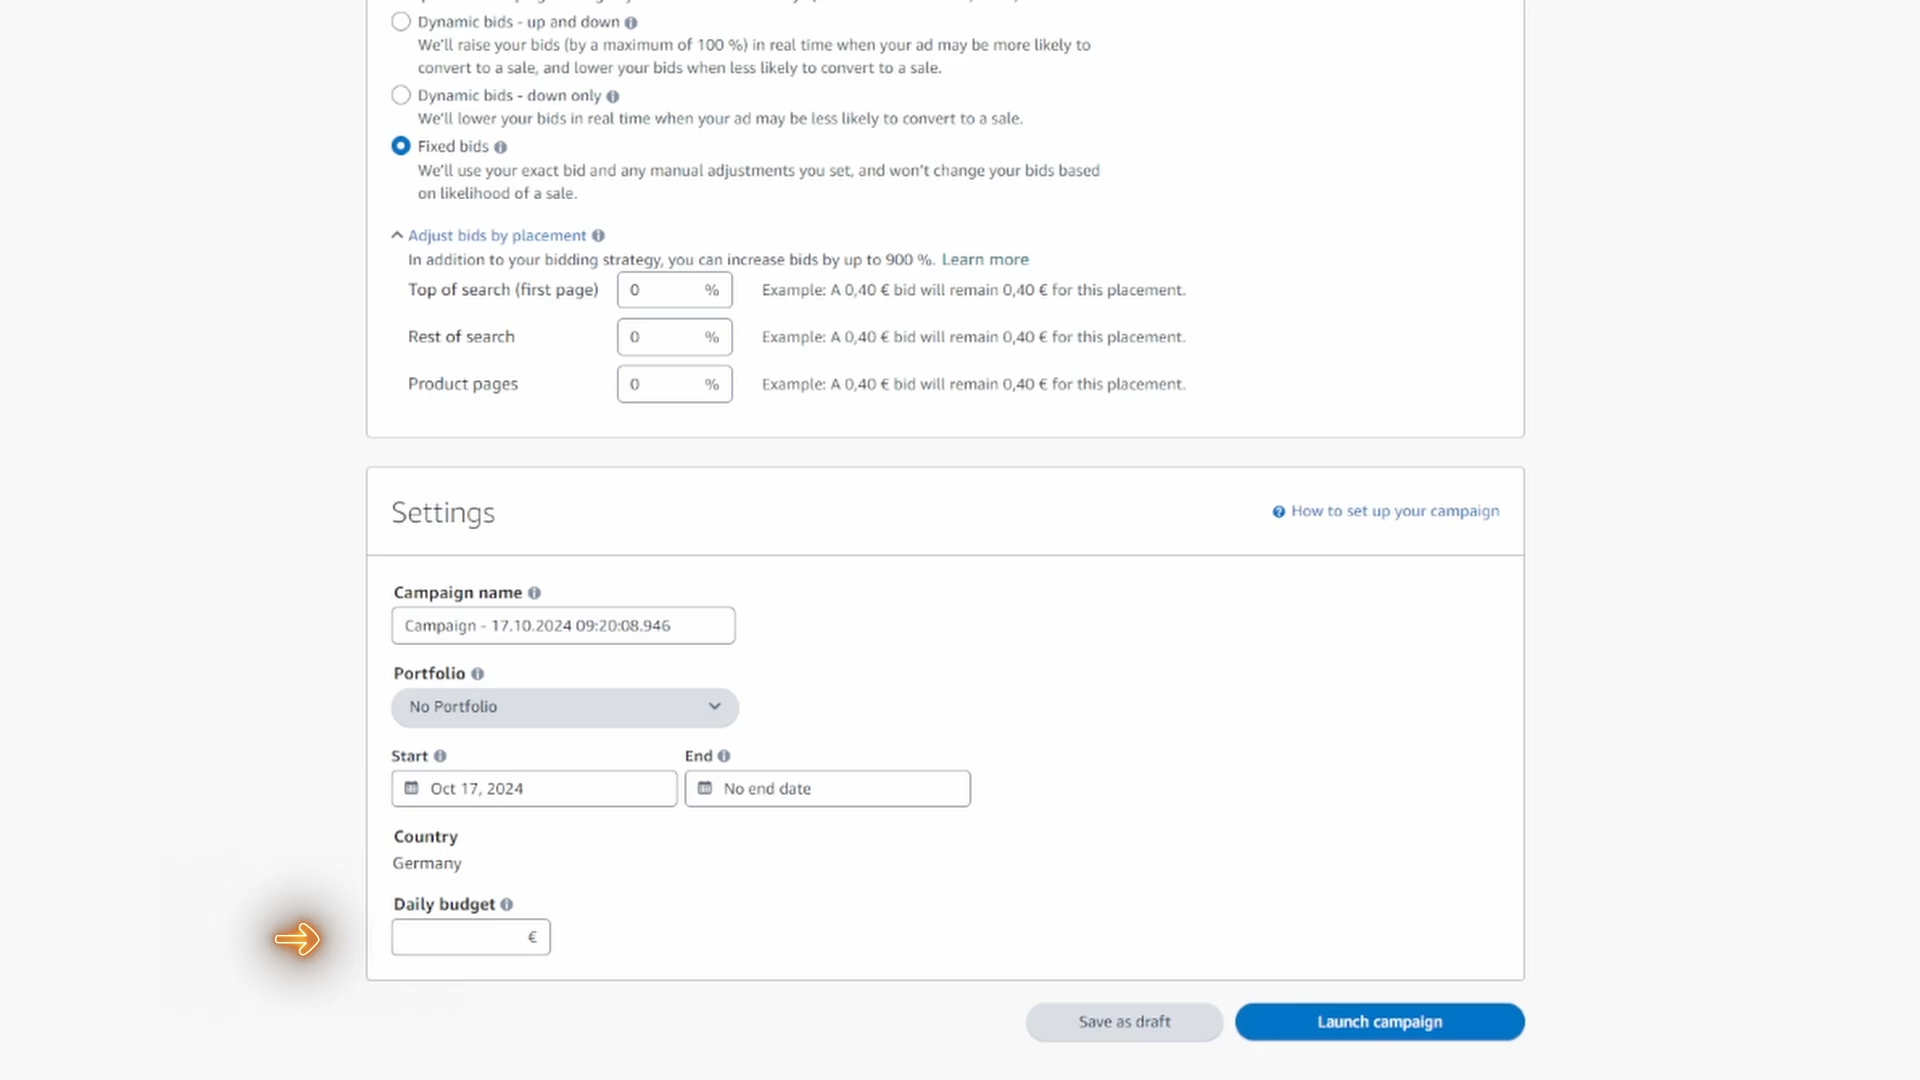 Dynamic bids - up and down
We'll raise your bids (by a maximum of 100 %) in real time when your ad may be more likely to
convert to a sale, and lower your bids when less likely to convert to a sale.
Dynamic bids - down only
We'll lower your bids in real time when your ad may be less likely to convert to a sale.
Fixed bids
We'll use your exact bid and any manual adjustments you set, and won't change your bids based
on likelihood of a sale.
Adjust bids by placement
In addition to your bidding strategy, you can increase bids by up to 900 %. Learn more
Top of search (first page) 0 % Example: A 0,40 € bid will remain 0,40 € for this placement.
Rest of search 0 % Example: A 0,40 € bid will remain 0,40 € for this placement.
Product pages 0 % Example: A 0,40 € bid will remain 0,40 € for this placement.
Settings How to set up your campaign
Campaign name
Campaign - 17.10.2024 09:20:08.946
Portfolio
No Portfolio
Start End
Oct 17, 2024 No end date
Country
Germany
Daily budget
€
Save as draft Launch campaign